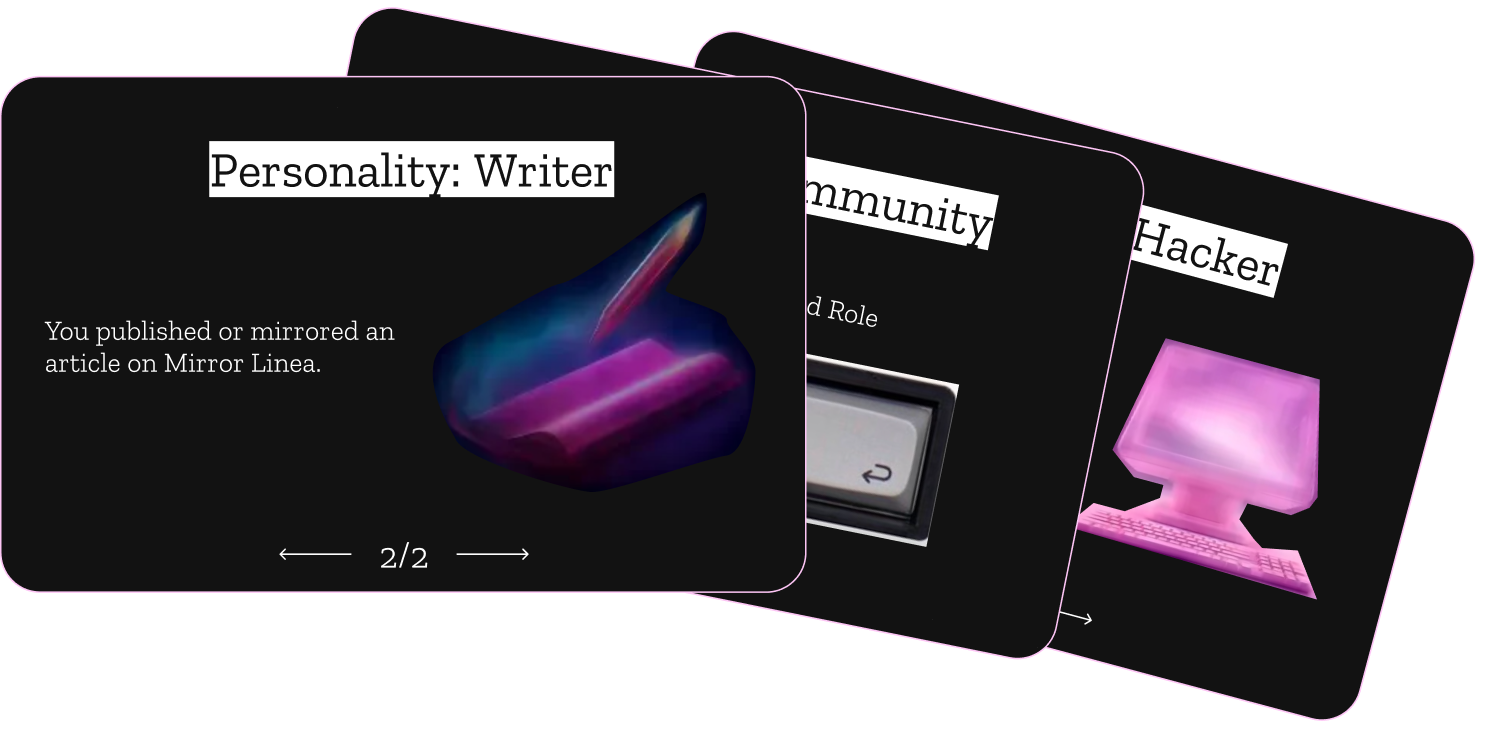 Personality: Writer
You published or mirrored an
article on Mirror Linea.
2/2
mmunity
d Role
Hacker